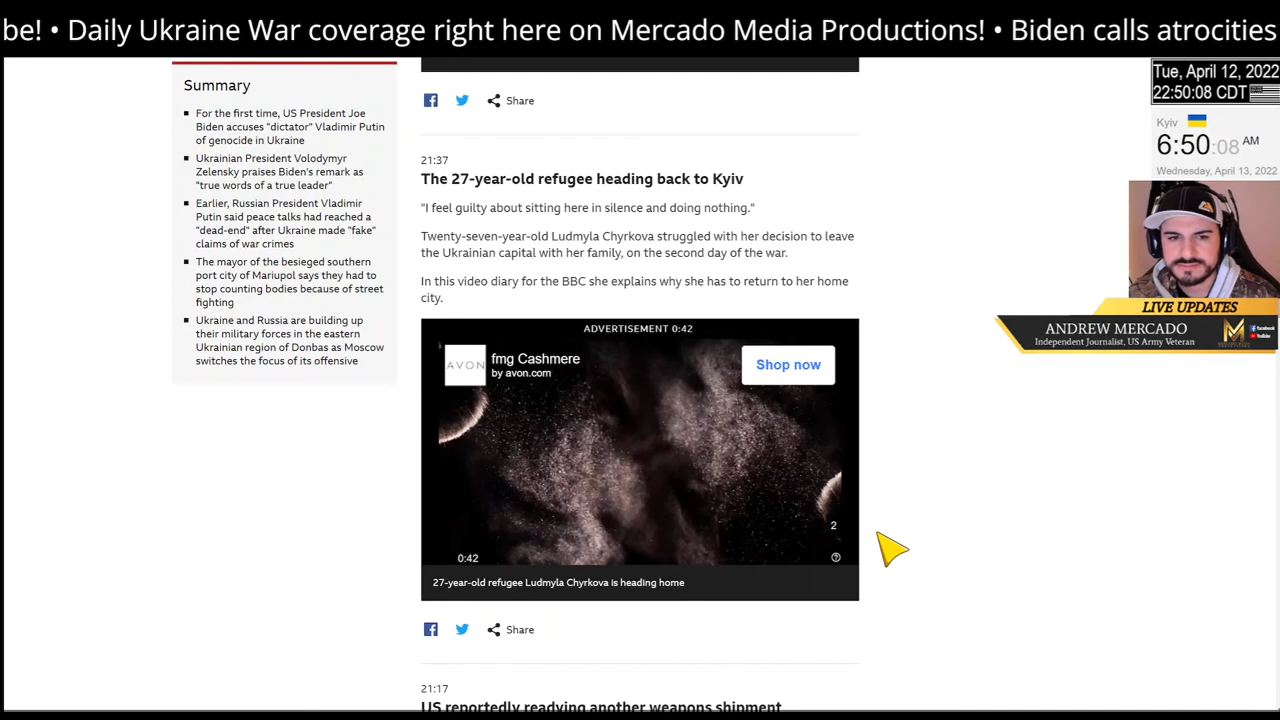 be! • Daily Ukraine War coverage right here on Mercado Media Productions! • Biden calls atrocities
Summary
For the first time, US President Joe
Biden accuses "dictator" Vladimir Putin
of genocide in Ukraine
Ukrainian President Volodymyr
Zelensky praises Biden's remark as
"true words of a true leader"
Earlier, Russian President Vladimir
Putin said peace talks had reached a
"dead-end" after Ukraine made "fake"
claims of war crimes
The mayor of the besieged southern
port city of Mariupol says they had to
stop counting bodies because of street
fighting
Ukraine and Russia are building up
their military forces in the eastern
Ukrainian region of Donbas as Moscow
switches the focus of its offensive
Share
21:37
The 27-year-old refugee heading back to Kyiv
"I feel guilty about sitting here in silence and doing nothing."
Twenty-seven-year-old Ludmyla Chyrkova struggled with her decision to leave
the Ukrainian capital with her family, on the second day of the war.
In this video diary for the BBC she explains why she has to return to her home
city.
ADVERTISEMENT 0:42
AVON
fmg Cashmere
by avon.com
Shop now
2
0:42
27-year-old refugee Ludmyla Chyrkova is heading home
Share
21:17
US reportedly readying another weapons shipment
Tue, April 12, 2022
22:50:08 CDT
Kyiv
6:50:08 AM
Wednesday, April 13, 2022
LIVE UPDATES
ANDREW MERCADO
Independent Journalist, US Army Veteran
Facebook
YouTube